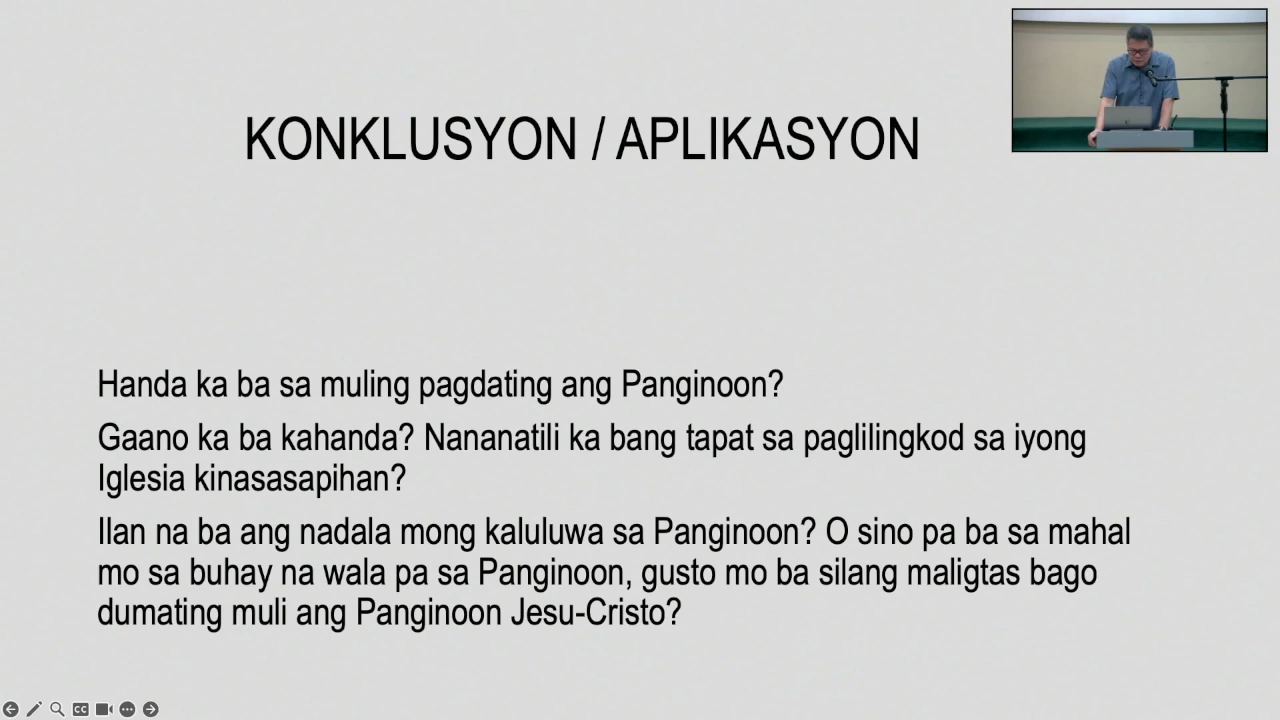 KONKLUSYON / APLIKASYON
Handa ka ba sa muling pagdating ang Panginoon?
Gaano ka ba kahanda? Nananatili ka bang tapat sa paglilingkod sa iyong
Iglesia kinasasapihan?
Ilan na ba ang nadala mong kaluluwa sa Panginoon? O sino pa ba sa mahal
mo sa buhay na wala pa sa Panginoon, gusto mo ba silang maligtas bago
dumating muli ang Panginoon Jesu-Cristo?
CC